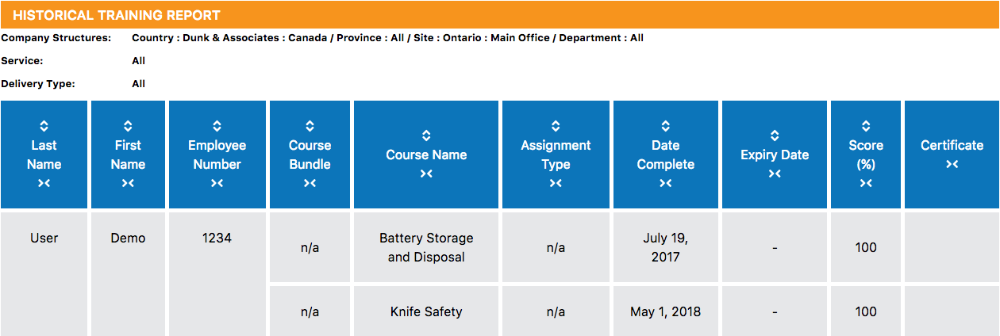 HISTORICAL TRAINING REPORT
Company Structures: Country : Dunk & Associates : Canada / Province : All / Site : Ontario : Main Office / Department : All
Service: All
Delivery Type: All
Last
Name
First
Name
Employee
Number
Course
Bundle
Course Name
Assignment
Type
Date
Complete
Expiry Date
Score
(%)
Certificate
User
Demo
1234
n/a
Battery Storage
and Disposal
n/a
July 19,
2017
-
100
n/a
Knife Safety
n/a
May 1, 2018
-
100